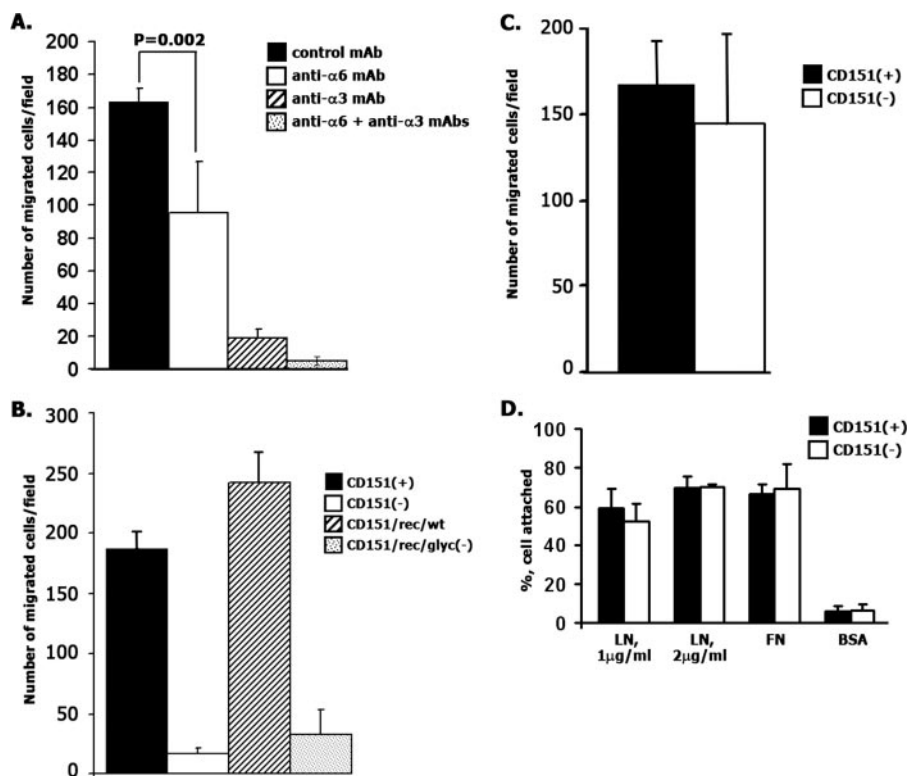 A.
Number of migrated cells/field
200
180
160
140
120
100
80
60
40
20
0
P=0.002
control mAb
anti-α6 mAb
anti-α3 mAb
anti-α6 + anti-α3 mAbs
B.
Number of migrated cells/field
300
250
200
150
100
50
0
CD151(+)
CD151(-)
CD151/rec/wt
CD151/rec/glyc(-)
C.
Number of migrated cells/field
200
150
100
50
0
CD151(+)
CD151(-)
D.
%, cell attached
100
80
60
40
20
0
CD151(+)
CD151(-)
LN,
1μg/ml
LN,
2μg/ml
FN
BSA